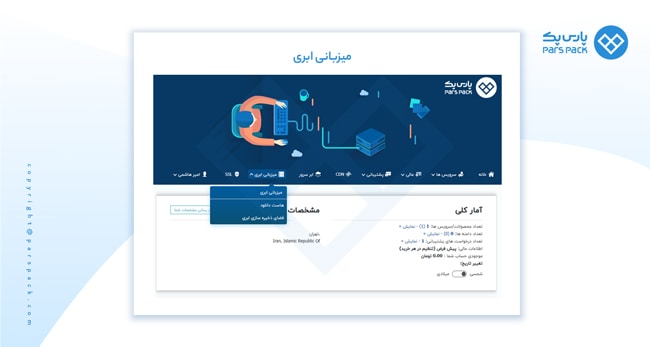 پارس پک
PARS PACK
میزبانی ابری
پارس پک
PARS PACK
خانه
سرویس ها
مالی
پشتیبانی
CDN
ابر سرور
میزبانی ابری
SSL
امیر هاشمی
میزبانی ابری
هاست دانلود
فضای ذخیره سازی ابری
آمار کلی
تعداد محصولات/سرویس ها: 1 (1) - نمایش »
تعداد دامنه ها: 0 (0) - نمایش »
تعداد درخواست های پشتیبانی: 1 - نمایش »
اطلاعات مالی: پیش فرض (تنظیم در هر خرید)
موجودی حساب شما : 0.00 تومان
تغییر تاریخ:
شمسی
میلادی
مشخصات
رسانی مشخصات شما
تهران
Iran, Islamic Republic Of
copyright@parspack.com